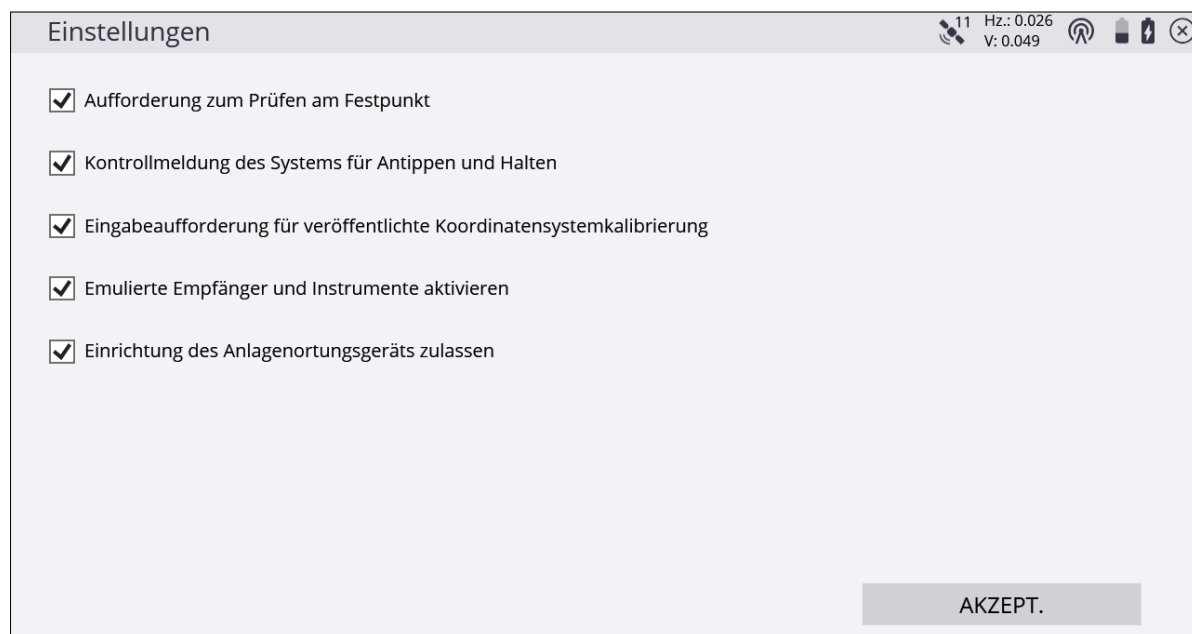 Einstellungen
11
Hz.: 0.026
V: 0.049
Aufforderung zum Prüfen am Festpunkt
Kontrollmeldung des Systems für Antippen und Halten
Eingabeaufforderung für veröffentlichte Koordinatensystemkalibrierung
Emulierte Empfänger und Instrumente aktivieren
Einrichtung des Anlagenortungsgeräts zulassen
AKZEPT.